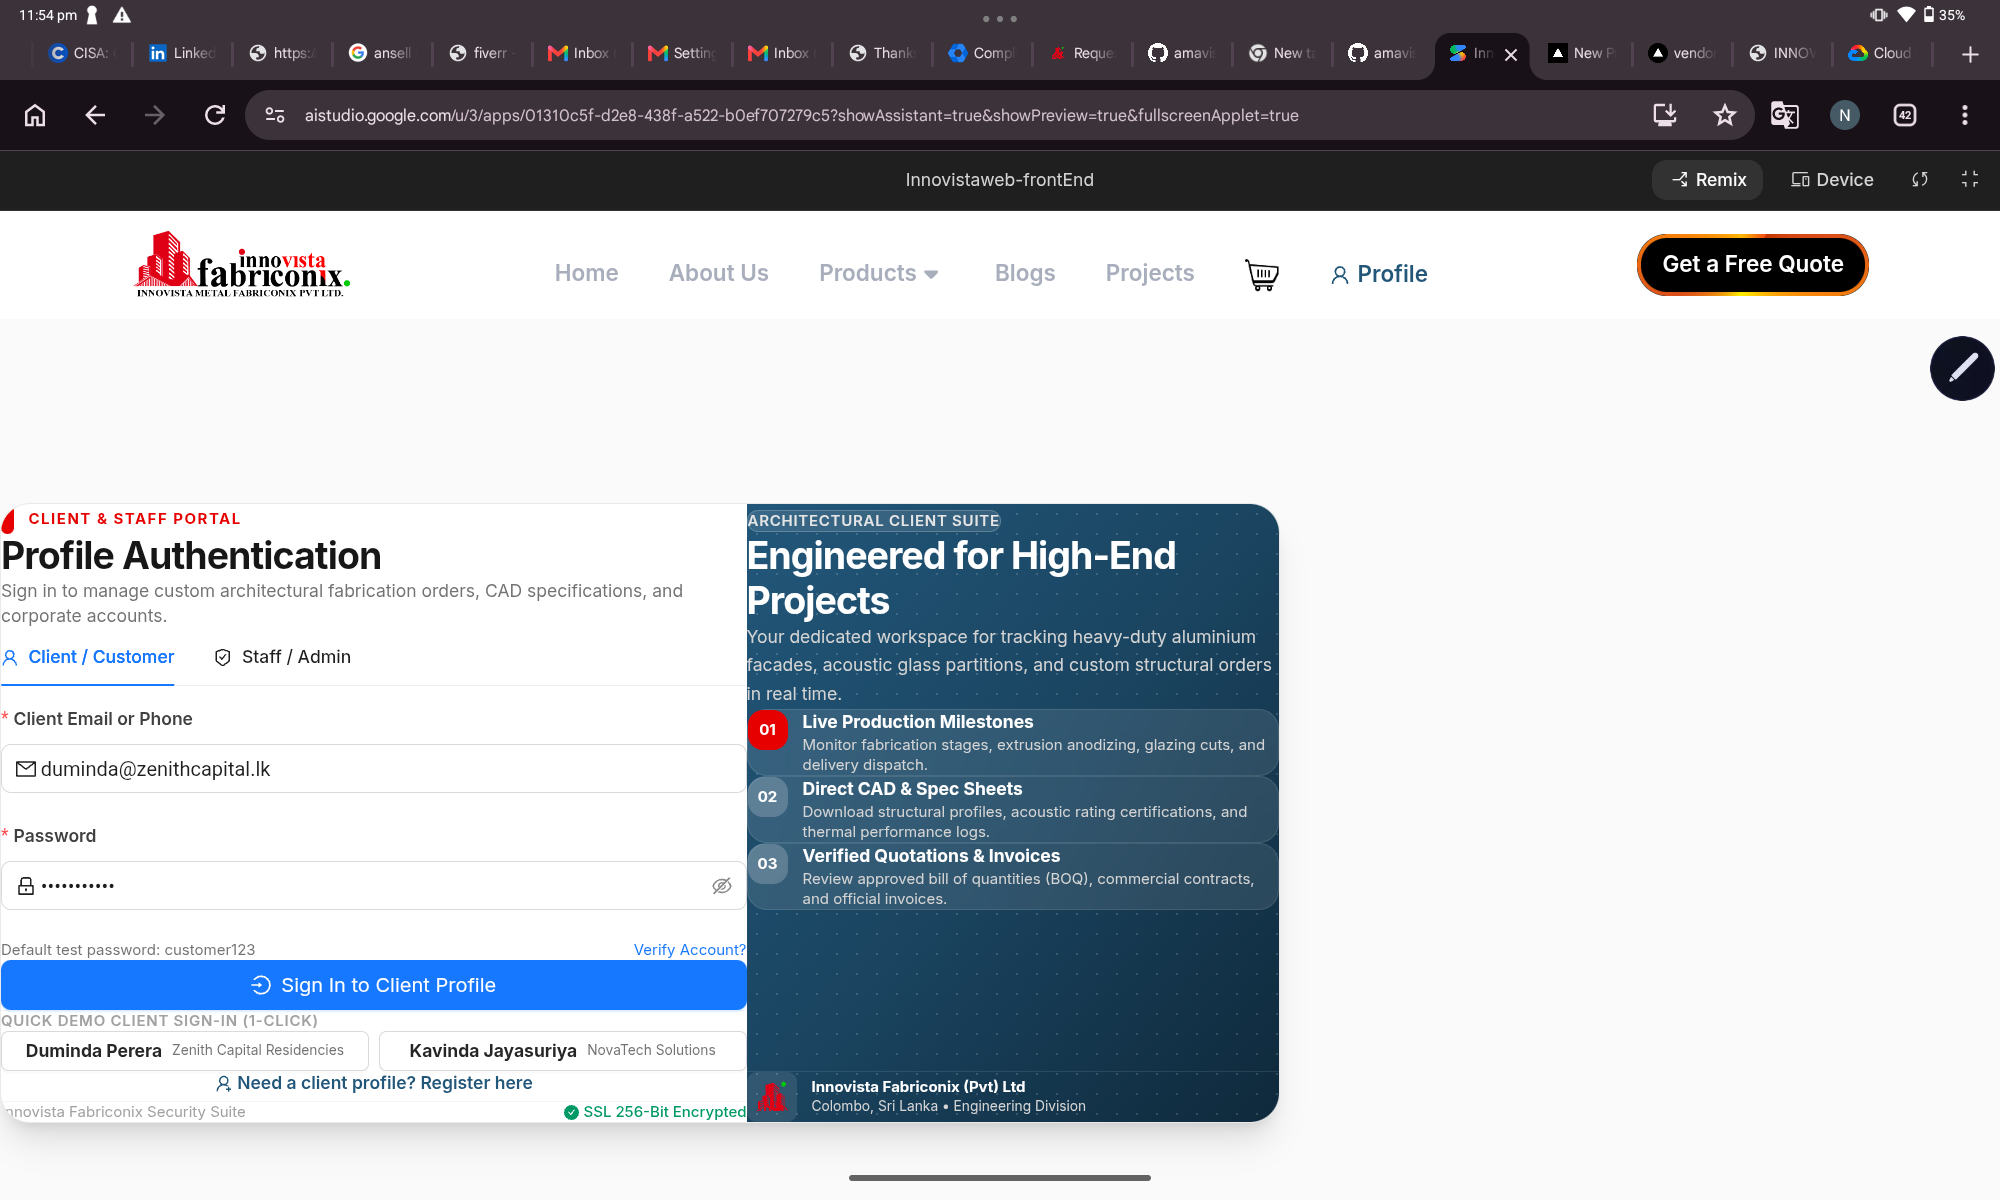 11:54 pm
35%
CISA:
Linked
https:/
ansell
fiverr
Inbox
Setting
Inbox
Thank
Compl
Reque
amavi
New ta
amavi
Inn
New P
vendo
INNOV
Cloud
aistudio.google.com/u/3/apps/01310c5f-d2e8-438f-a522-b0ef707279c5?showAssistant=true&showPreview=true&fullscreenApplet=true
N
42
Innovistaweb-frontEnd
Remix
Device
innovista
fabriconix.
INNOVISTA METAL FABRICONIX PVT LTD.
Home
About Us
Products
Blogs
Projects
Profile
Get a Free Quote
CLIENT & STAFF PORTAL
Profile Authentication
Sign in to manage custom architectural fabrication orders, CAD specifications, and
corporate accounts.
Client / Customer
Staff / Admin
* Client Email or Phone
duminda@zenithcapital.lk
* Password
•••••••••••
Default test password: customer123
Verify Account?
Sign In to Client Profile
QUICK DEMO CLIENT SIGN-IN (1-CLICK)
Duminda Perera Zenith Capital Residencies
Kavinda Jayasuriya NovaTech Solutions
Need a client profile? Register here
nnovista Fabriconix Security Suite
SSL 256-Bit Encrypted
ARCHITECTURAL CLIENT SUITE
Engineered for High-End
Projects
Your dedicated workspace for tracking heavy-duty aluminium
facades, acoustic glass partitions, and custom structural orders
in real time.
01
Live Production Milestones
Monitor fabrication stages, extrusion anodizing, glazing cuts, and
delivery dispatch.
02
Direct CAD & Spec Sheets
Download structural profiles, acoustic rating certifications, and
thermal performance logs.
03
Verified Quotations & Invoices
Review approved bill of quantities (BOQ), commercial contracts,
and official invoices.
Innovista Fabriconix (Pvt) Ltd
Colombo, Sri Lanka • Engineering Division